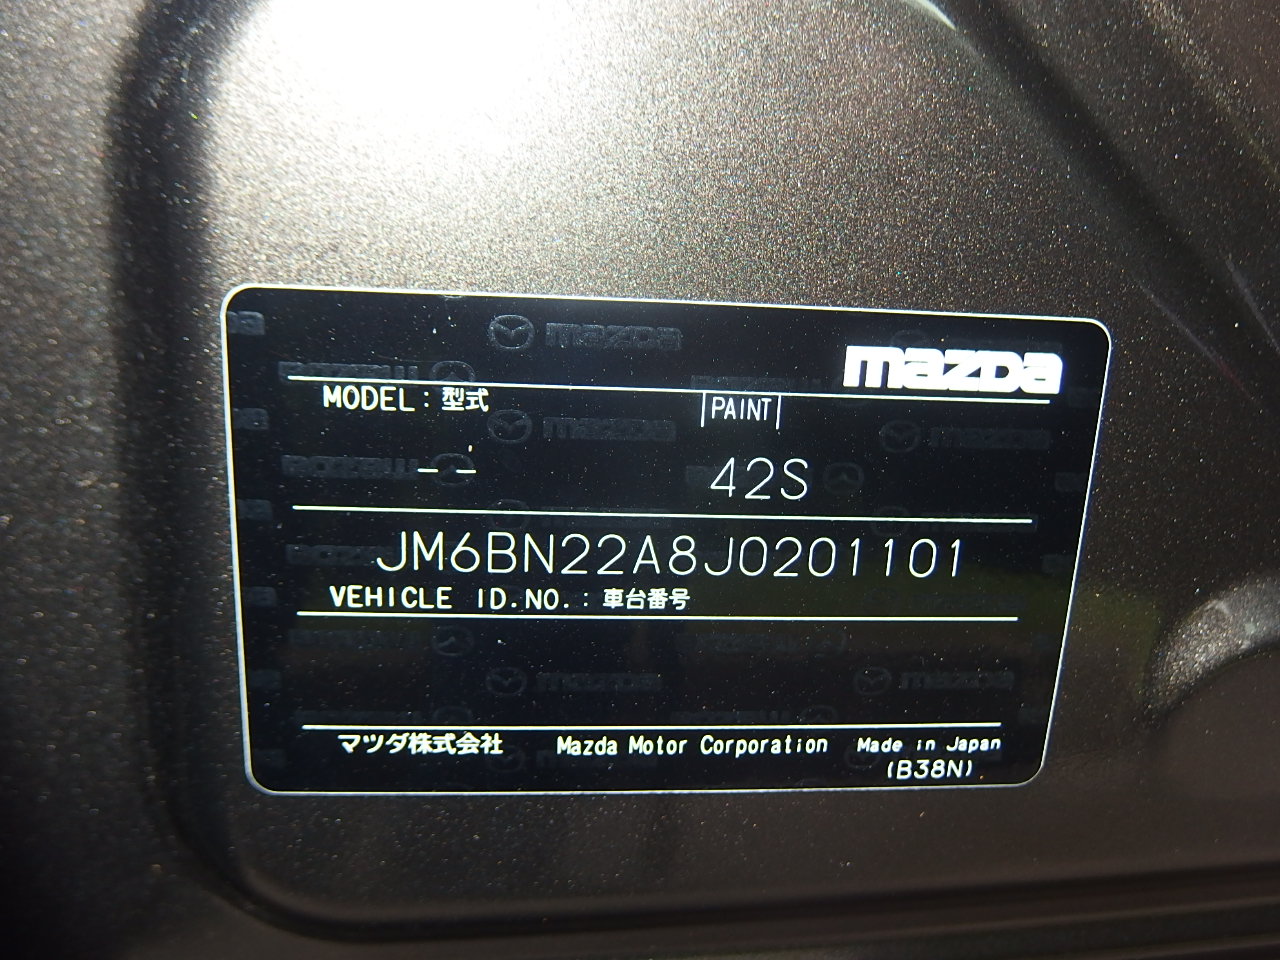 mazda
MODEL: 型式
PAINT
--
42S
JM6BN22A8J0201101
VEHICLE ID.NO.: 車台番号
マツダ株式会社 Mazda Motor Corporation Made in Japan
(B38N)